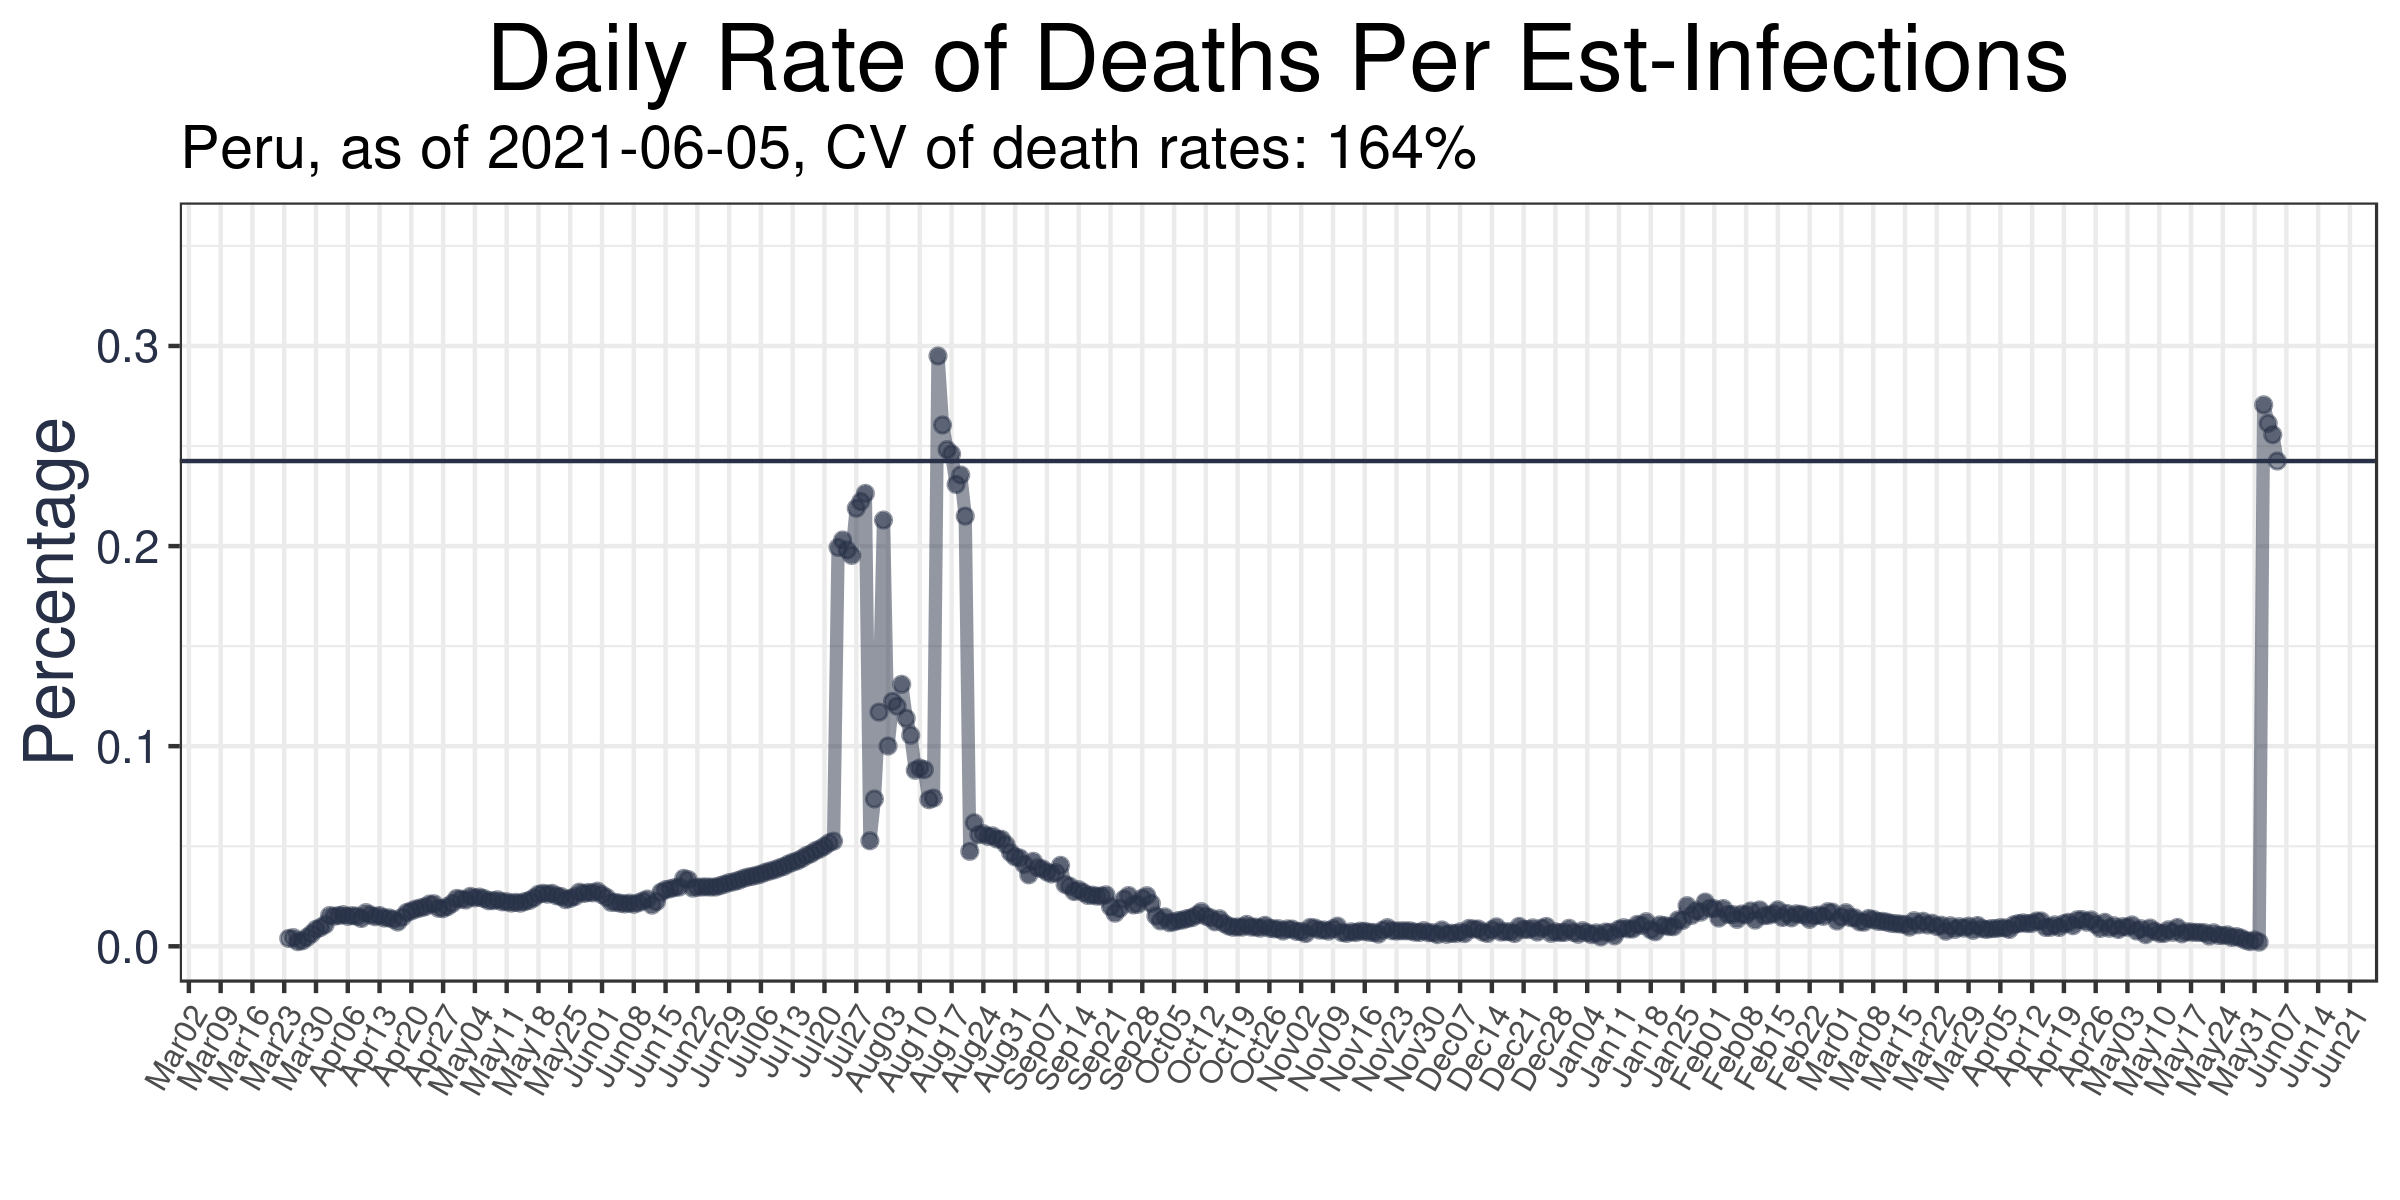 Daily Rate of Deaths Per Est-Infections
Peru, as of 2021-06-05, CV of death rates: 164%
Percentage
0.3
0.2
0.1
0.0
Mar02
Mar09
Mar16
Mar23
Mar30
Apr06
Apr13
Apr20
Apr27
May04
May11
May18
May25
Jun01
Jun08
Jun15
Jun22
Jun29
Jul06
Jul13
Jul20
Jul27
Aug03
Aug10
Aug17
Aug24
Aug31
Sep07
Sep14
Sep21
Sep28
Oct05
Oct12
Oct19
Oct26
Nov02
Nov09
Nov16
Nov23
Nov30
Dec07
Dec14
Dec21
Dec28
Jan04
Jan11
Jan18
Jan25
Feb01
Feb08
Feb15
Feb22
Mar01
Mar08
Mar15
Mar22
Mar29
Apr05
Apr12
Apr19
Apr26
May03
May10
May17
May24
May31
Jun07
Jun14
Jun21